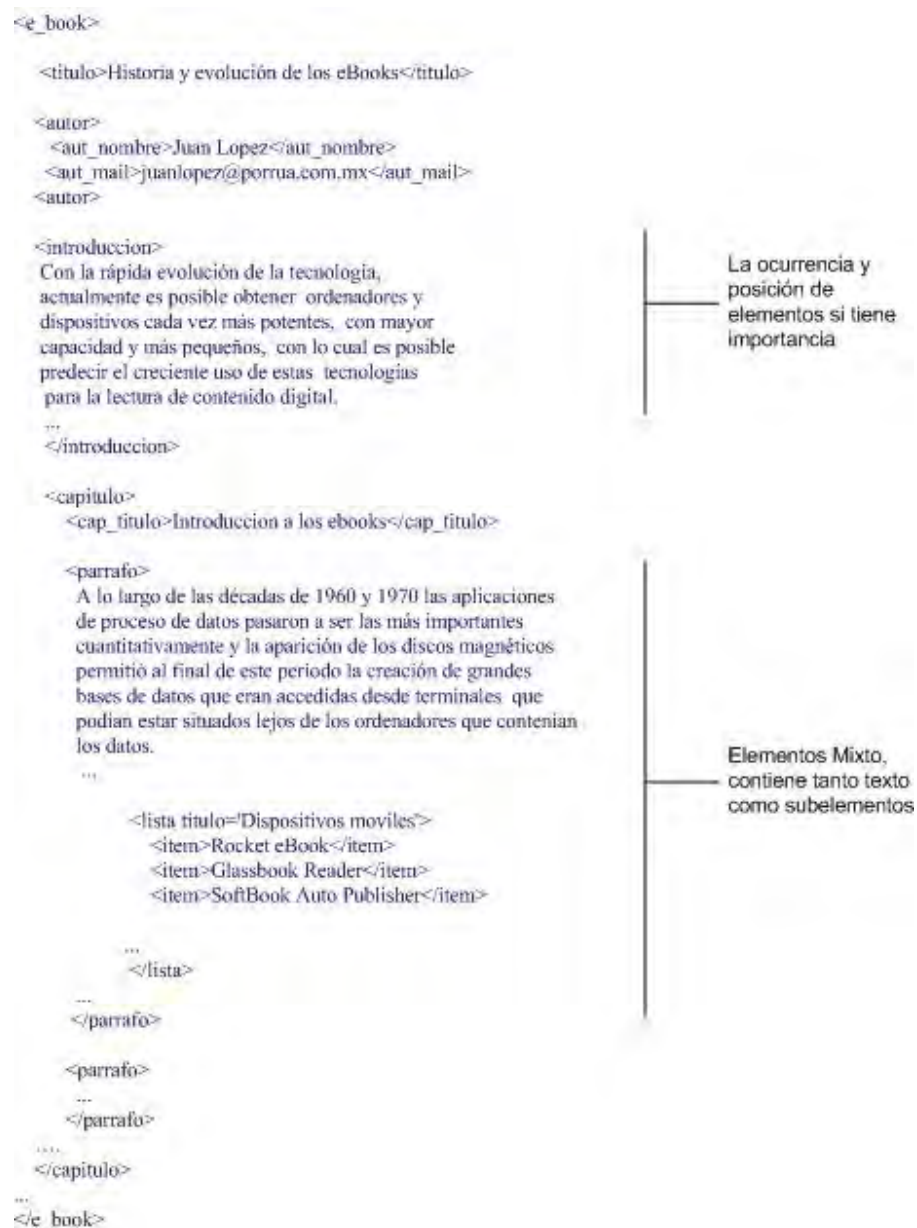 <e_book>
<titulo>Historia y evolución de los eBooks</titulo>
<autor>
<aut_nombre>Juan Lopez</aut_nombre>
<aut_mail>juanlopez@porrua.com.mx</aut_mail>
<autor>
<introduccion>
Con la rápida evolución de la tecnologia,
actualmente es posible obtener ordenadores y
dispositivos cada vez más potentes, con mayor
capacidad y más pequeños, con lo cual es posible
predecir el creciente uso de estas tecnologias
para la lectura de contenido digital.
...
</introduccion>
La ocurrencia y
posición de
elementos si tiene
importancia
<capitulo>
<cap_titulo>Introduccion a los ebooks</cap_titulo>
<parrafo>
A lo largo de las décadas de 1960 y 1970 las aplicaciones
de proceso de datos pasaron a ser las más importantes
cuantitativamente y la aparición de los discos magnéticos
permitió al final de este periodo la creación de grandes
bases de datos que eran accedidas desde terminales que
podian estar situados lejos de los ordenadores que contenian
los datos.
...
<lista titulo='Dispositivos moviles'>
<item>Rocket eBook</item>
<item>Glassbook Reader</item>
<item>SoftBook Auto Publisher</item>
...
</lista>
...
</parrafo>
Elementos Mixto,
contiene tanto texto
como subelementos
<parrafo>
...
</parrafo>
....
</capitulo>
...
</e_book>